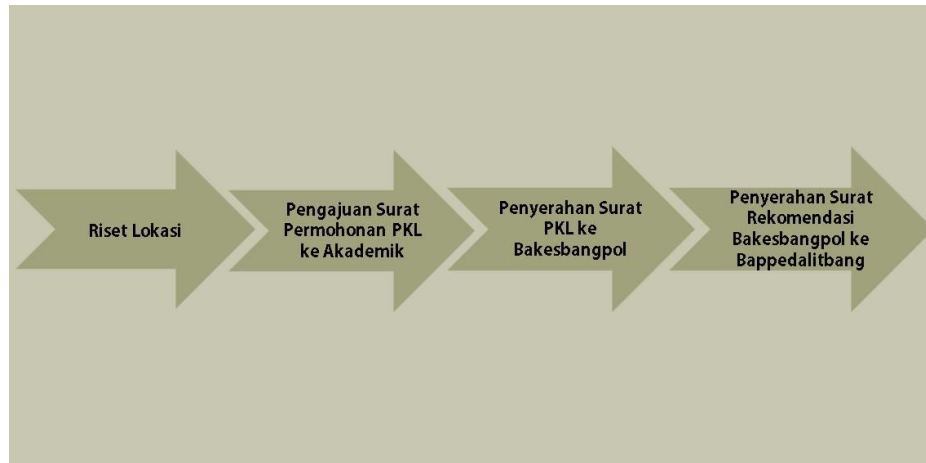 Riset Lokasi
Pengajuan Surat
Permohonan PKL
ke Akademik
Penyerahan Surat
PKL ke
Bakesbangpol
Penyerahan Surat
Rekomendasi
Bakesbangpol ke
Bappedalitbang